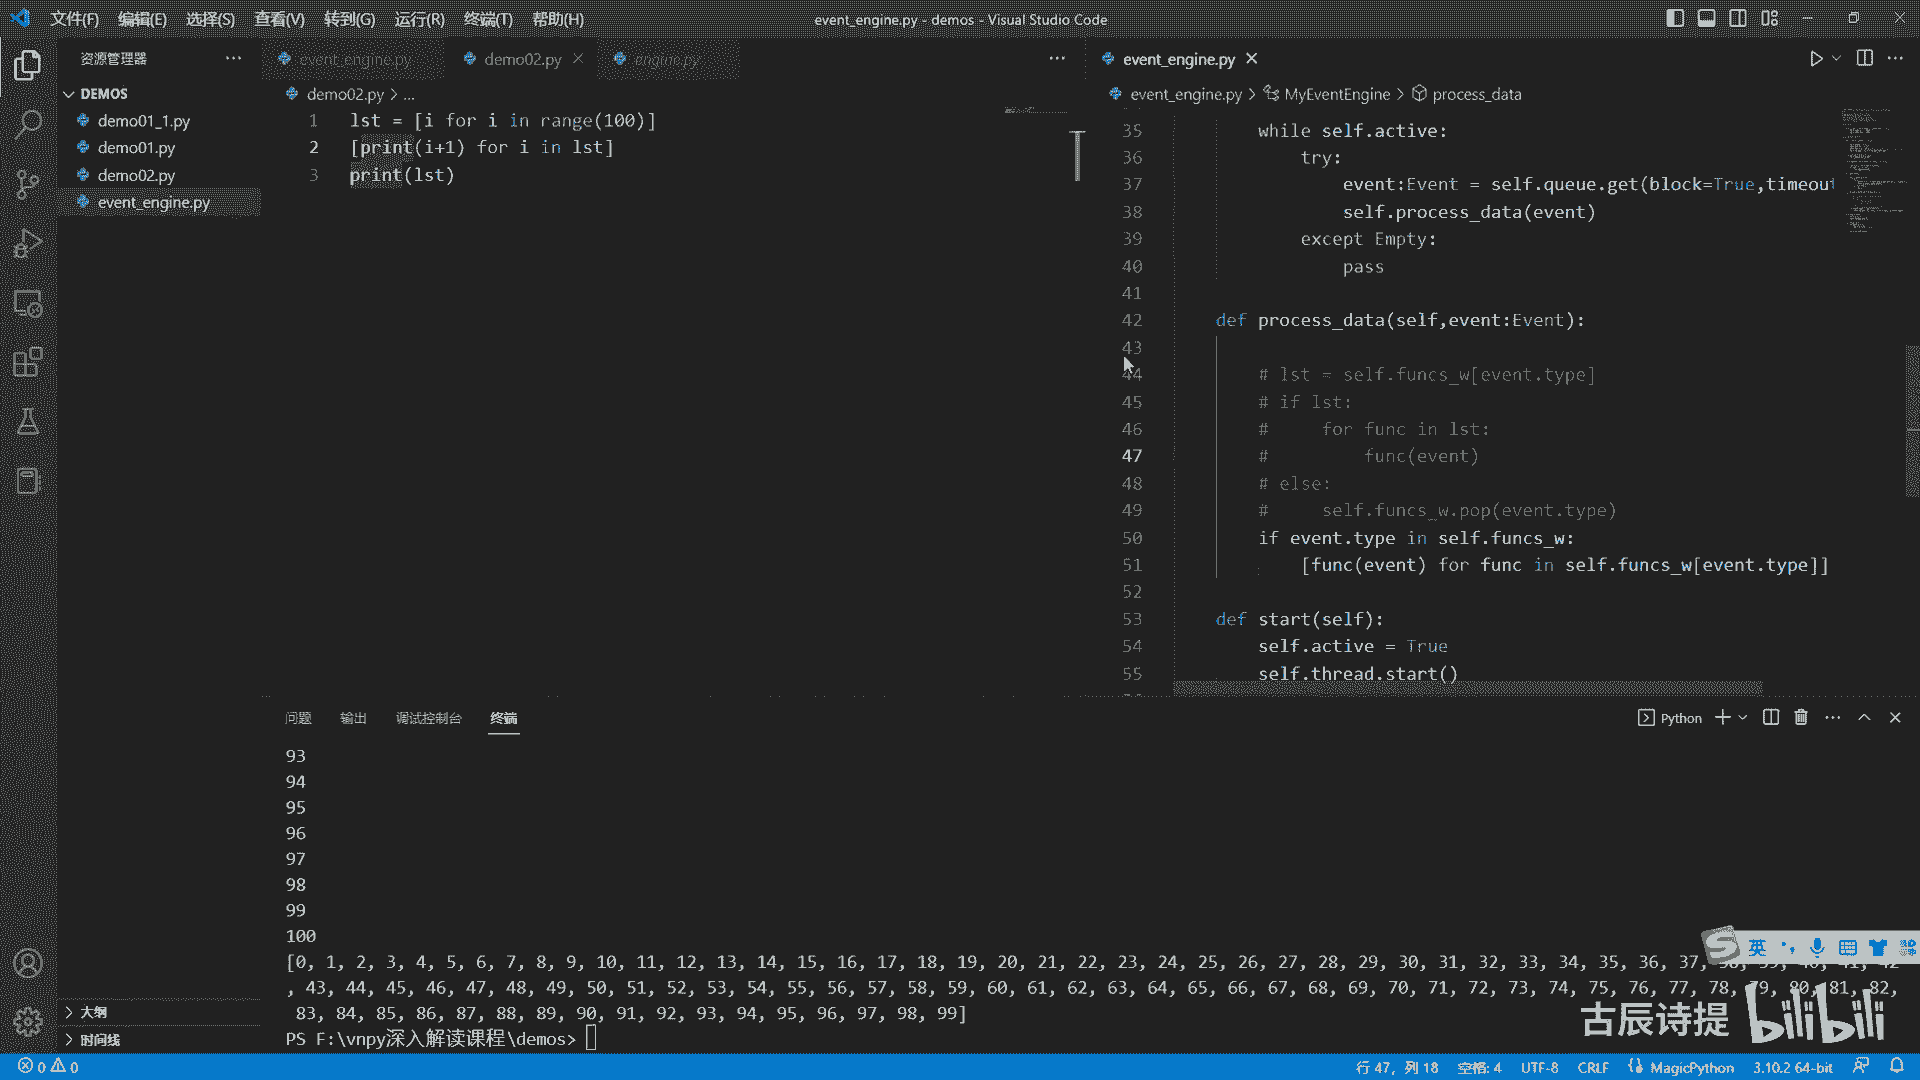 文件(F) 编辑(E) 选择(S) 查看(V) 转到(G) 运行(R) 终端(T) 帮助(H)
event_engine.py - demos - Visual Studio Code
资源管理器
DEMOS
demo01_1.py
demo01.py
demo02.py
event_engine.py
大纲
时间线
event_engine.py
demo02.py
engine.py
demo02.py > ...
1 lst = [i for i in range(100)]
2 [print(i+1) for i in lst]
3 print(lst)
event_engine.py
event_engine.py > MyEventEngine > process_data
35 while self.active:
36 try:
37 event:Event = self.queue.get(block=True,timeout
38 self.process_data(event)
39 except Empty:
40 pass
41
42 def process_data(self,event:Event):
43
44 # lst = self.funcs_w[event.type]
45 # if lst:
46 # for func in lst:
47 # func(event)
48 # else:
49 # self.funcs_w.pop(event.type)
50 if event.type in self.funcs_w:
51 [func(event) for func in self.funcs_w[event.type]]
52
53 def start(self):
54 self.active = True
55 self.thread.start()
问题 输出 调试控制台 终端
Python
93
94
95
96
97
98
99
100
[0, 1, 2, 3, 4, 5, 6, 7, 8, 9, 10, 11, 12, 13, 14, 15, 16, 17, 18, 19, 20, 21, 22, 23, 24, 25, 26, 27, 28, 29, 30, 31, 32, 33, 34, 35, 36, 37, 38, 39, 40, 41, 42
, 43, 44, 45, 46, 47, 48, 49, 50, 51, 52, 53, 54, 55, 56, 57, 58, 59, 60, 61, 62, 63, 64, 65, 66, 67, 68, 69, 70, 71, 72, 73, 74, 75, 76, 77, 78, 79, 80, 81, 82,
83, 84, 85, 86, 87, 88, 89, 90, 91, 92, 93, 94, 95, 96, 97, 98, 99]
PS F:\vnpy深入解读课程\demos>
英
古辰诗提 bilibili
0 0
行 47，列 18 空格: 4 UTF-8 CRLF MagicPython 3.10.2 64-bit